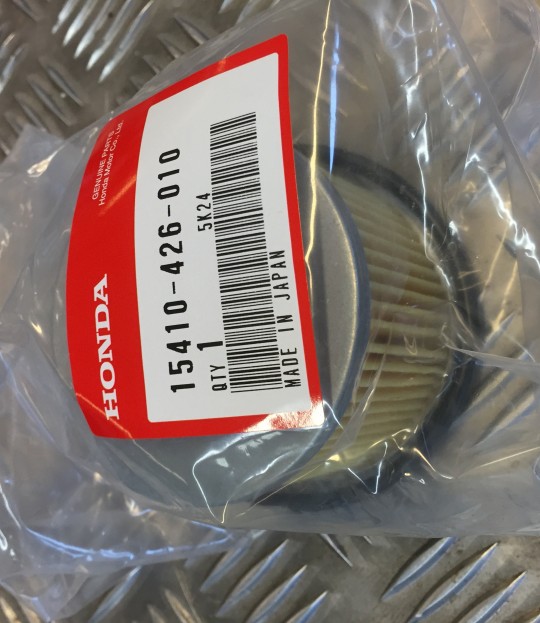 GENUINE PARTS
Honda Motor Co., Ltd.
HONDA
15410-426-010
5K24
QTY 1
MADE IN JAPAN